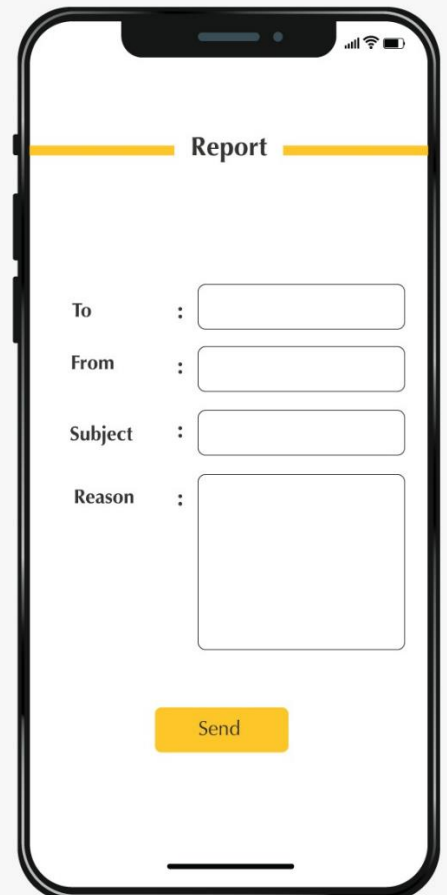 Report
To :
From :
Subject :
Reason :
Send